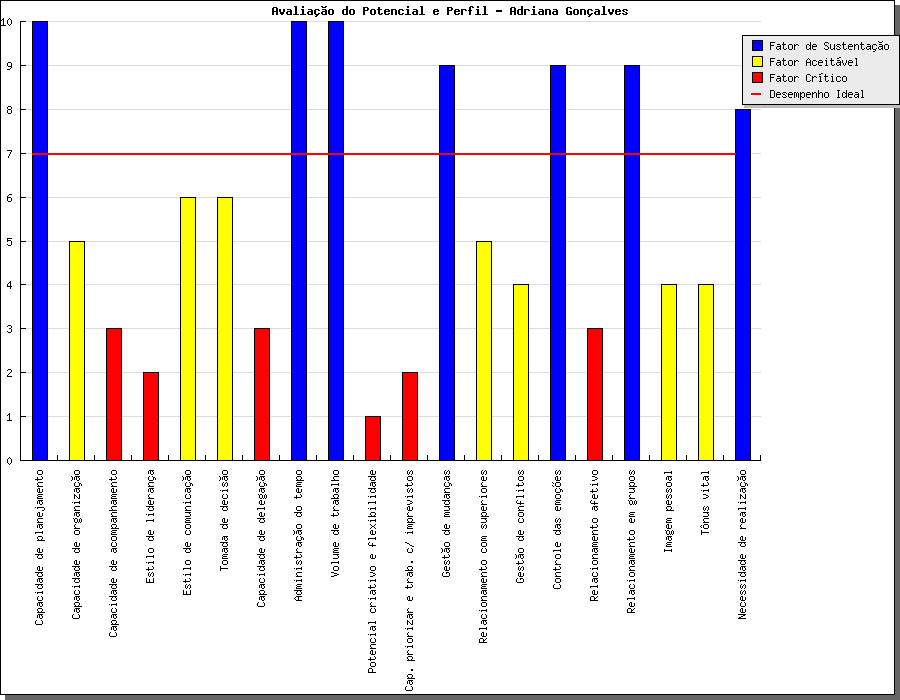 Avaliação do Potencial e Perfil - Adriana Gonçalves
10
9
8
7
6
5
4
3
2
1
0
Fator de Sustentação
Fator Aceitável
Fator Crítico
Desempenho Ideal
Capacidade de planejamento
Capacidade de organização
Capacidade de acompanhamento
Estilo de liderança
Estilo de comunicação
Tomada de decisão
Capacidade de delegação
Administração do tempo
Volume de trabalho
Potencial criativo e flexibilidade
Cap. priorizar e trab. c/ imprevistos
Gestão de mudanças
Relacionamento com superiores
Gestão de conflitos
Controle das emoções
Relacionamento afetivo
Relacionamento em grupos
Imagem pessoal
Tônus vital
Necessidade de realização